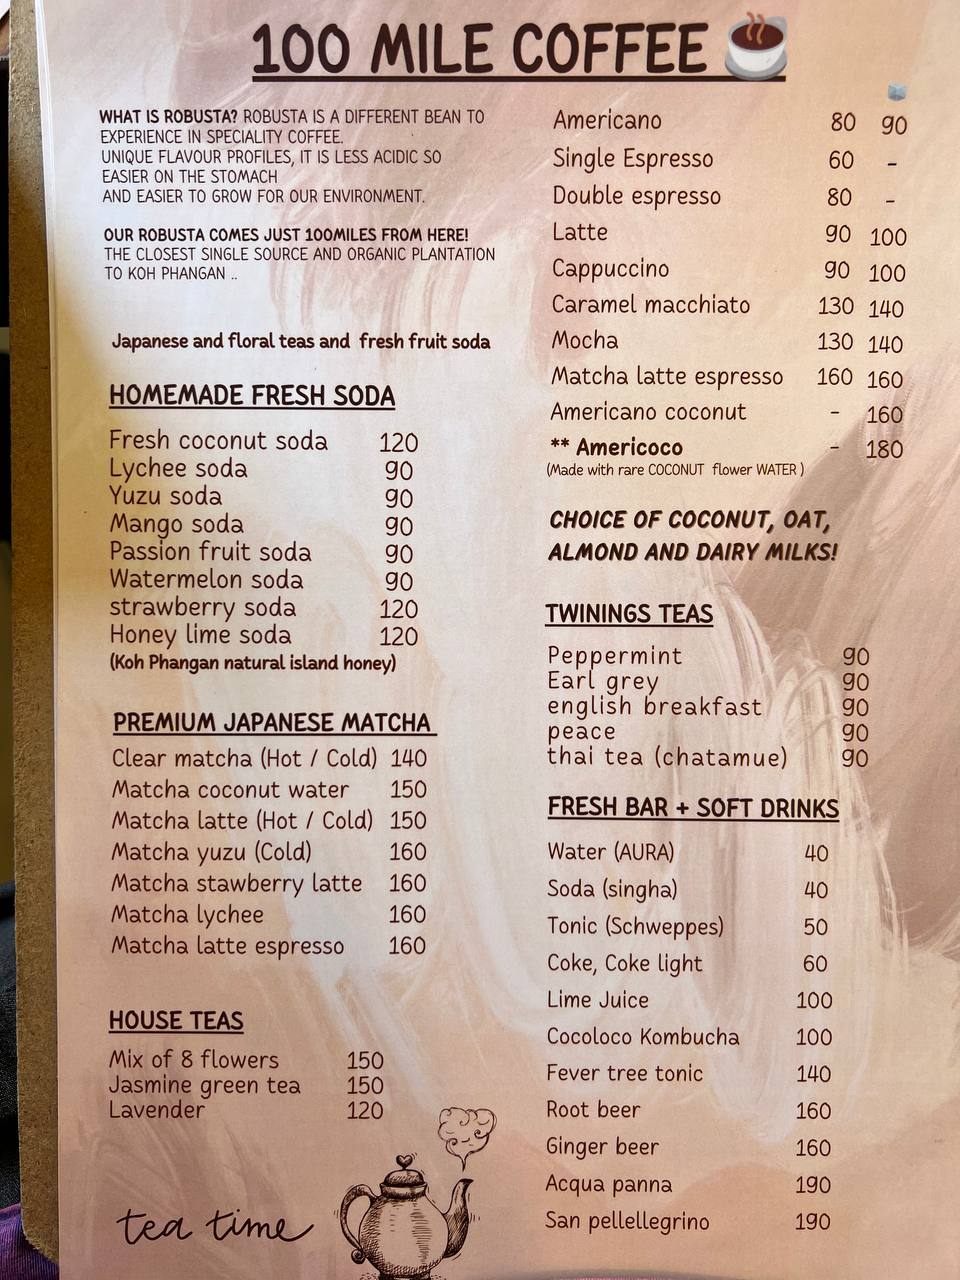 100 MILE COFFEE
WHAT IS ROBUSTA? ROBUSTA IS A DIFFERENT BEAN TO
EXPERIENCE IN SPECIALITY COFFEE.
UNIQUE FLAVOUR PROFILES, IT IS LESS ACIDIC SO
EASIER ON THE STOMACH
AND EASIER TO GROW FOR OUR ENVIRONMENT.
OUR ROBUSTA COMES JUST 100MILES FROM HERE!
THE CLOSEST SINGLE SOURCE AND ORGANIC PLANTATION
TO KOH PHANGAN ..
Japanese and floral teas and fresh fruit soda
HOMEMADE FRESH SODA
Fresh coconut soda 120
Lychee soda 90
Yuzu soda 90
Mango soda 90
Passion fruit soda 90
Watermelon soda 90
strawberry soda 120
Honey lime soda 120
(Koh Phangan natural island honey)
PREMIUM JAPANESE MATCHA
Clear matcha (Hot / Cold) 140
Matcha coconut water 150
Matcha latte (Hot / Cold) 150
Matcha yuzu (Cold) 160
Matcha stawberry latte 160
Matcha lychee 160
Matcha latte espresso 160
HOUSE TEAS
Mix of 8 flowers 150
Jasmine green tea 150
Lavender 120
tea time
Americano 80 90
Single Espresso 60 -
Double espresso 80 -
Latte 90 100
Cappuccino 90 100
Caramel macchiato 130 140
Mocha 130 140
Matcha latte espresso 160 160
Americano coconut - 160
** Americoco - 180
(Made with rare COCONUT flower WATER )
CHOICE OF COCONUT, OAT,
ALMOND AND DAIRY MILKS!
TWININGS TEAS
Peppermint 90
Earl grey 90
english breakfast 90
peace 90
thai tea (chatamue) 90
FRESH BAR + SOFT DRINKS
Water (AURA) 40
Soda (singha) 40
Tonic (Schweppes) 50
Coke, Coke light 60
Lime Juice 100
Cocoloco Kombucha 100
Fever tree tonic 140
Root beer 160
Ginger beer 160
Acqua panna 190
San pellellegrino 190